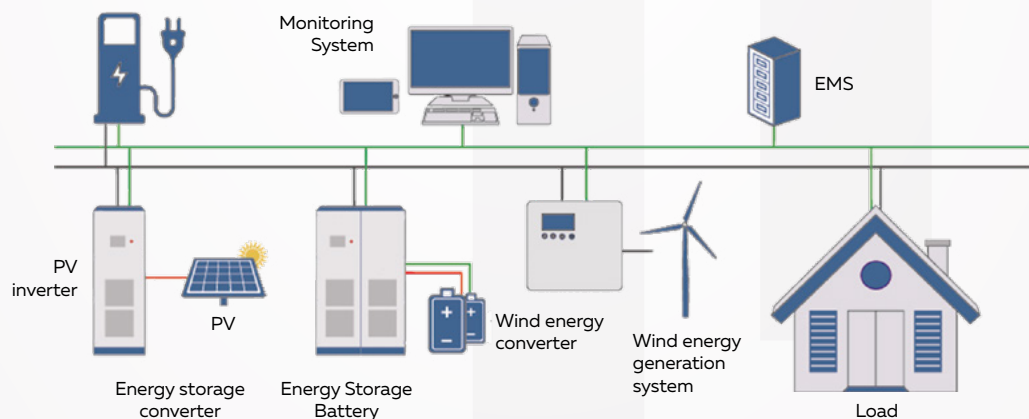 Monitoring
System
EMS
PV
inverter
PV
Wind energy
converter
Wind energy
generation
system
Energy storage
converter
Energy Storage
Battery
Load